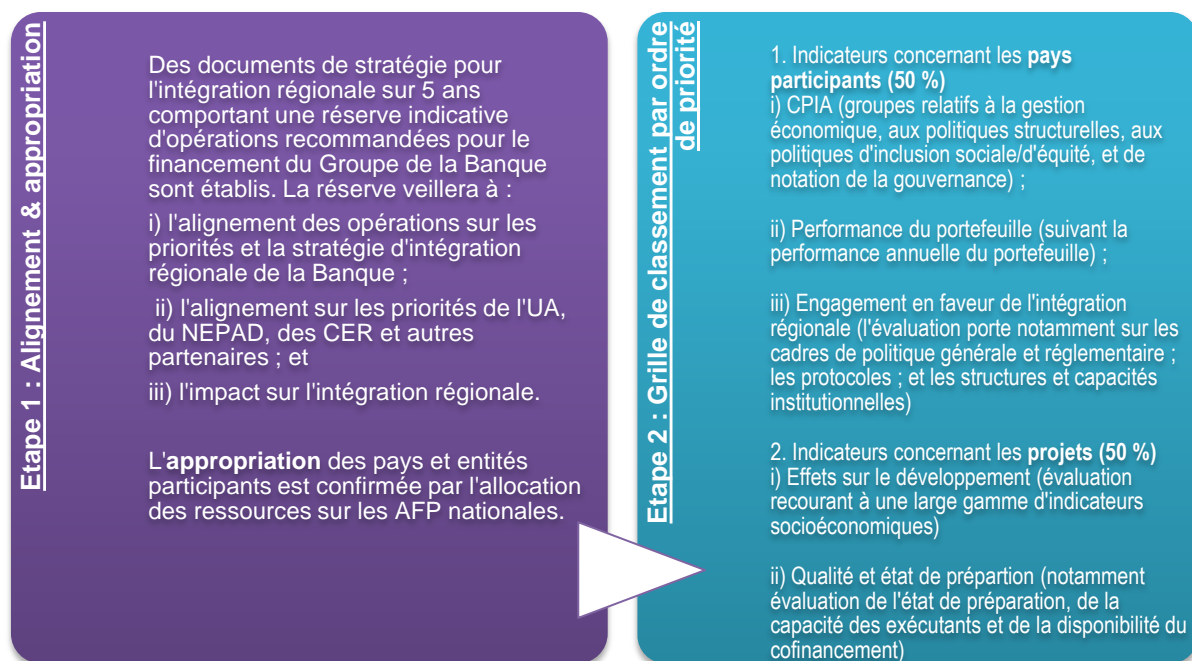 Etape 1 : Alignement & appropriation
Des documents de stratégie pour
l'intégration régionale sur 5 ans
comportant une réserve indicative
d'opérations recommandées pour le
financement du Groupe de la Banque
sont établis. La réserve veillera à :
i) l'alignement des opérations sur les
priorités et la stratégie d'intégration
régionale de la Banque ;
ii) l'alignement sur les priorités de l'UA,
du NEPAD, des CER et autres
partenaires ; et
iii) l'impact sur l'intégration régionale.
L'appropriation des pays et entités
participants est confirmée par l'allocation
des ressources sur les AFP nationales.
Etape 2 : Grille de classement par ordre
de priorité
1. Indicateurs concernant les pays
participants (50 %)
i) CPIA (groupes relatifs à la gestion
économique, aux politiques structurelles, aux
politiques d'inclusion sociale/d'équité, et de
notation de la gouvernance) ;
ii) Performance du portefeuille (suivant la
performance annuelle du portefeuille) ;
iii) Engagement en faveur de l'intégration
régionale (l'évaluation porte notamment sur les
cadres de politique générale et réglementaire ;
les protocoles ; et les structures et capacités
institutionnelles)
2. Indicateurs concernant les projets (50 %)
i) Effets sur le développement (évaluation
recourant à une large gamme d'indicateurs
socioéconomiques)
ii) Qualité et état de prépartion (notamment
évaluation de l'état de préparation, de la
capacité des exécutants et de la disponibilité du
cofinancement)